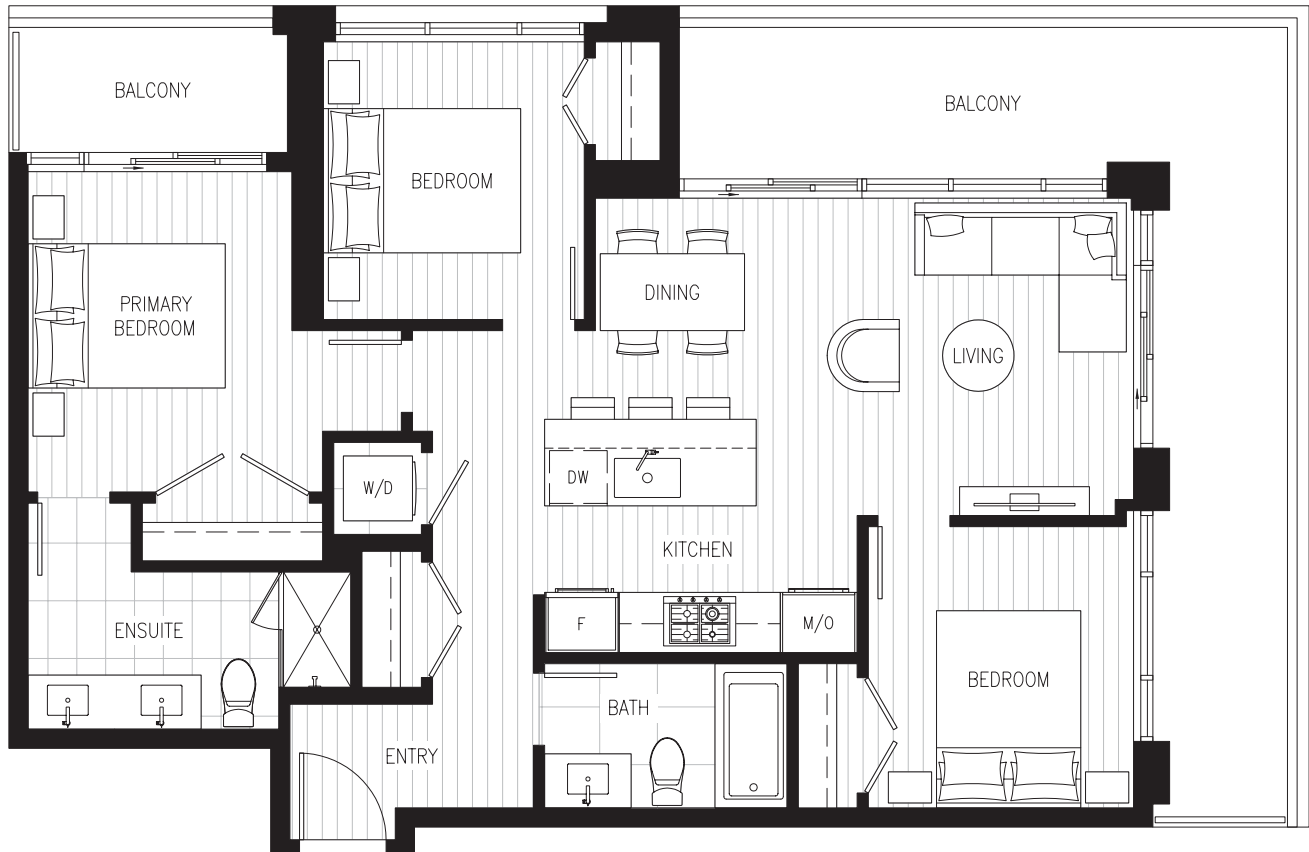 BALCONY
BALCONY
BEDROOM
DINING
PRIMARY
BEDROOM
LIVING
W/D
DW
KITCHEN
F
M/O
ENSUITE
BATH
BEDROOM
ENTRY